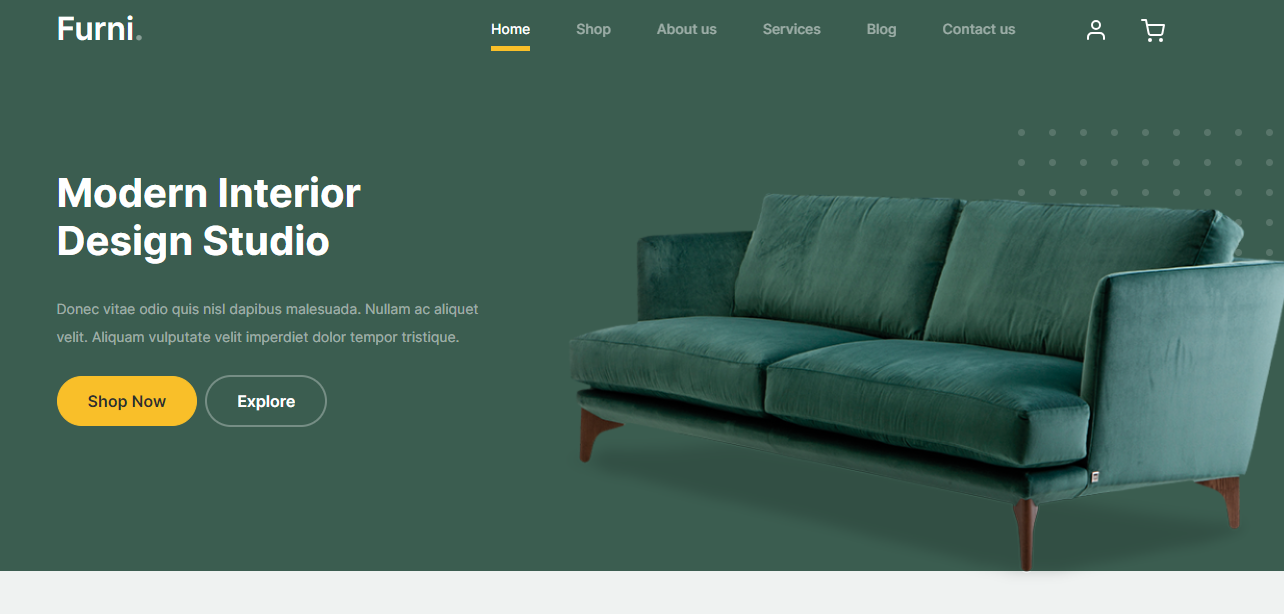 Furni.
Home Shop About us Services Blog Contact us
Modern Interior
Design Studio
Donec vitae odio quis nisl dapibus malesuada. Nullam ac aliquet
velit. Aliquam vulputate velit imperdiet dolor tempor tristique.
Shop Now Explore